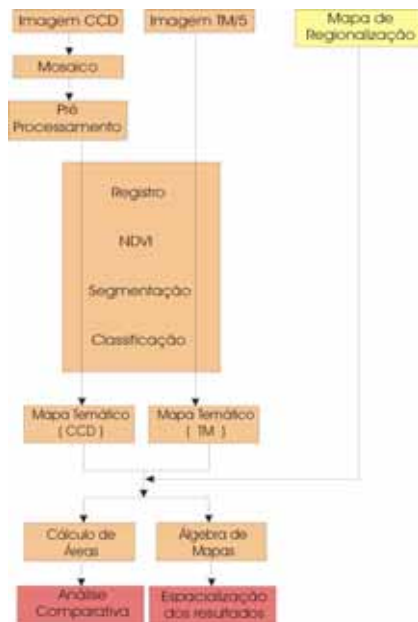 Imagem CCD
Imagem TM/5
Mapa de
Regionalização
Mosaico
Pré
Processamento
Registro
NDVI
Segmentação
Classificação
Mapa Temático
( CCD )
Mapa Temático
( TM )
Cálculo de
Áreas
Álgebra de
Mapas
Análise
Comparativa
Espacialização
dos resultados